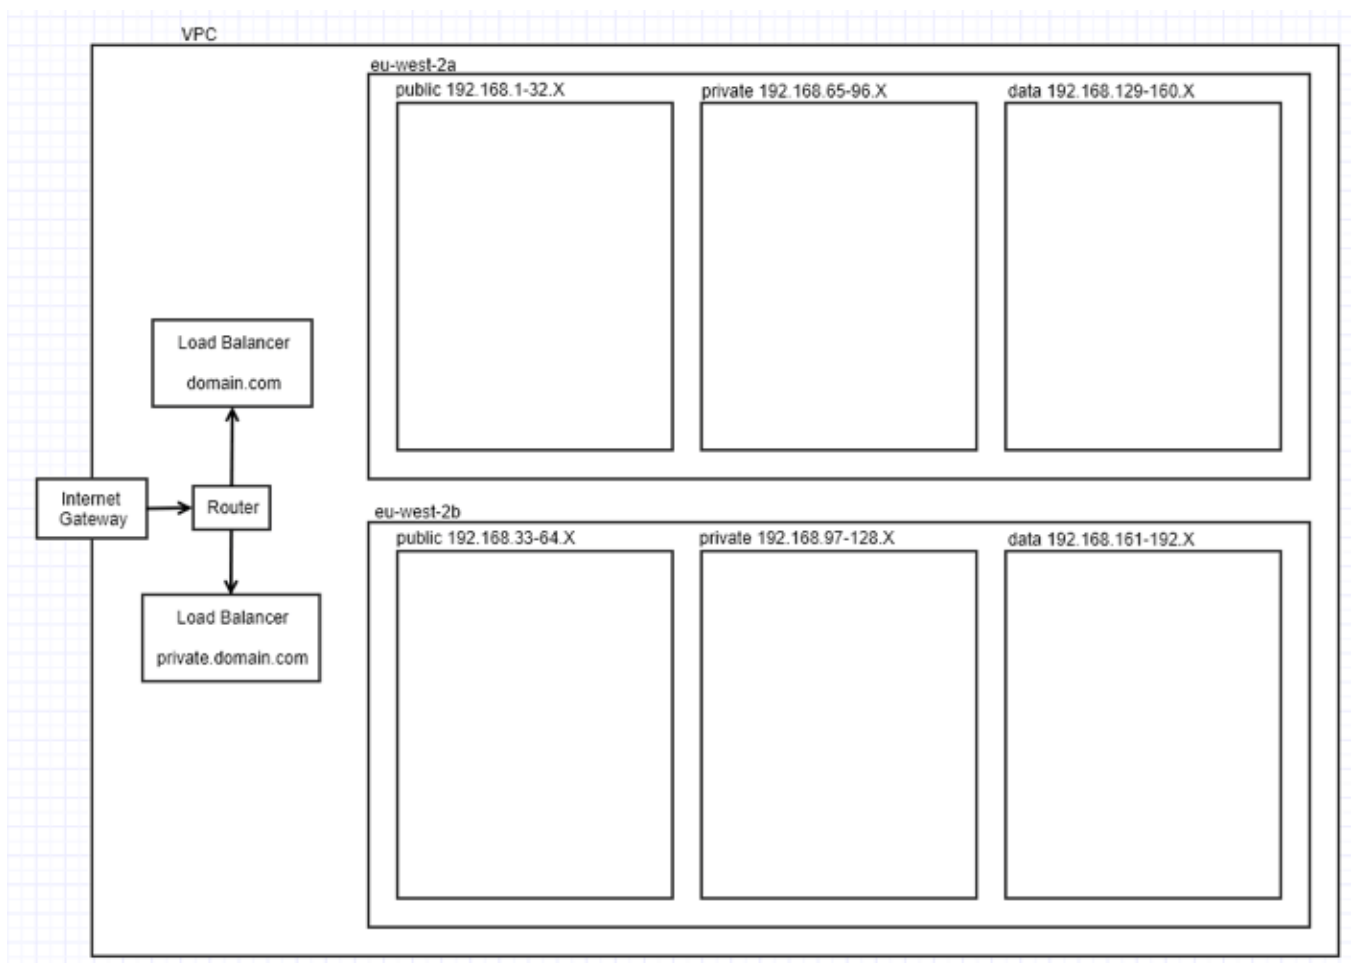 VPC
eu-west-2a
public 192.168.1-32.X
private 192.168.65-96.X
data 192.168.129-160.X
Load Balancer
domain.com
Internet
Gateway
Router
Load Balancer
private.domain.com
eu-west-2b
public 192.168.33-64.X
private 192.168.97-128.X
data 192.168.161-192.X